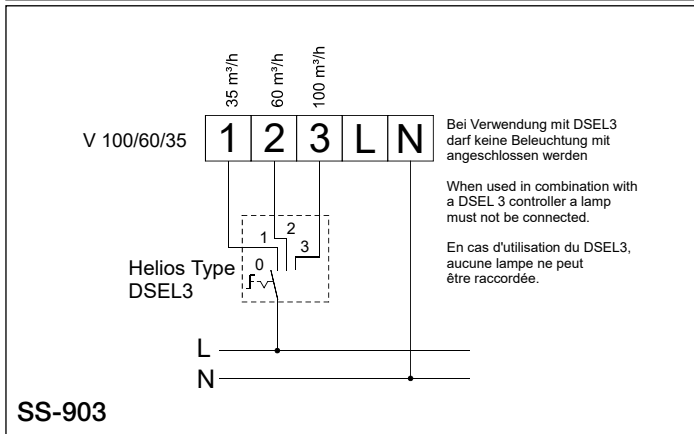 35 m³/h
60 m³/h
100 m³/h
V 100/60/35
1 2 3 L N
Bei Verwendung mit DSEL3
darf keine Beleuchtung mit
angeschlossen werden
When used in combination with
a DSEL 3 controller a lamp
must not be connected.
En cas d'utilisation du DSEL3,
aucune lampe ne peut
être raccordée.
Helios Type
DSEL3
0
1
2
3
L
N
SS-903